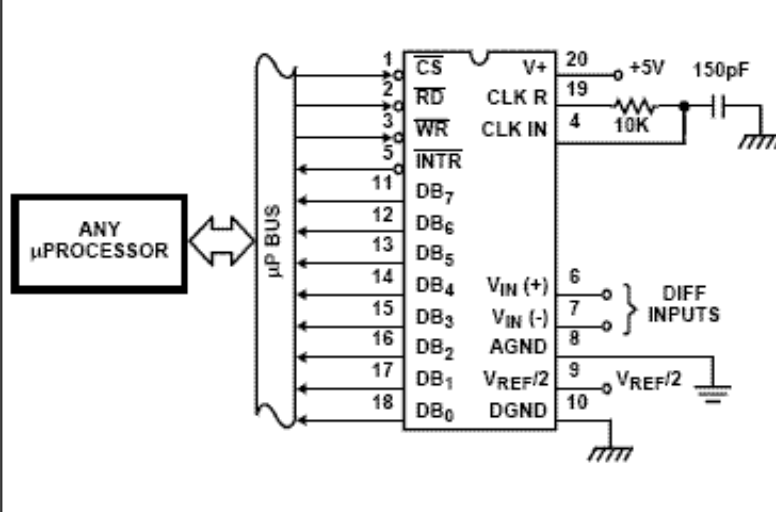 ANY
μPROCESSOR
μP BUS
1 CS
2 RD
3 WR
5 INTR
11 DB7
12 DB6
13 DB5
14 DB4
15 DB3
16 DB2
17 DB1
18 DB0
V+ 20 +5V
CLK R 19 10K 150pF
CLK IN 4
VIN (+) 6
VIN (-) 7
DIFF
INPUTS
AGND 8
VREF/2 9 VREF/2
DGND 10